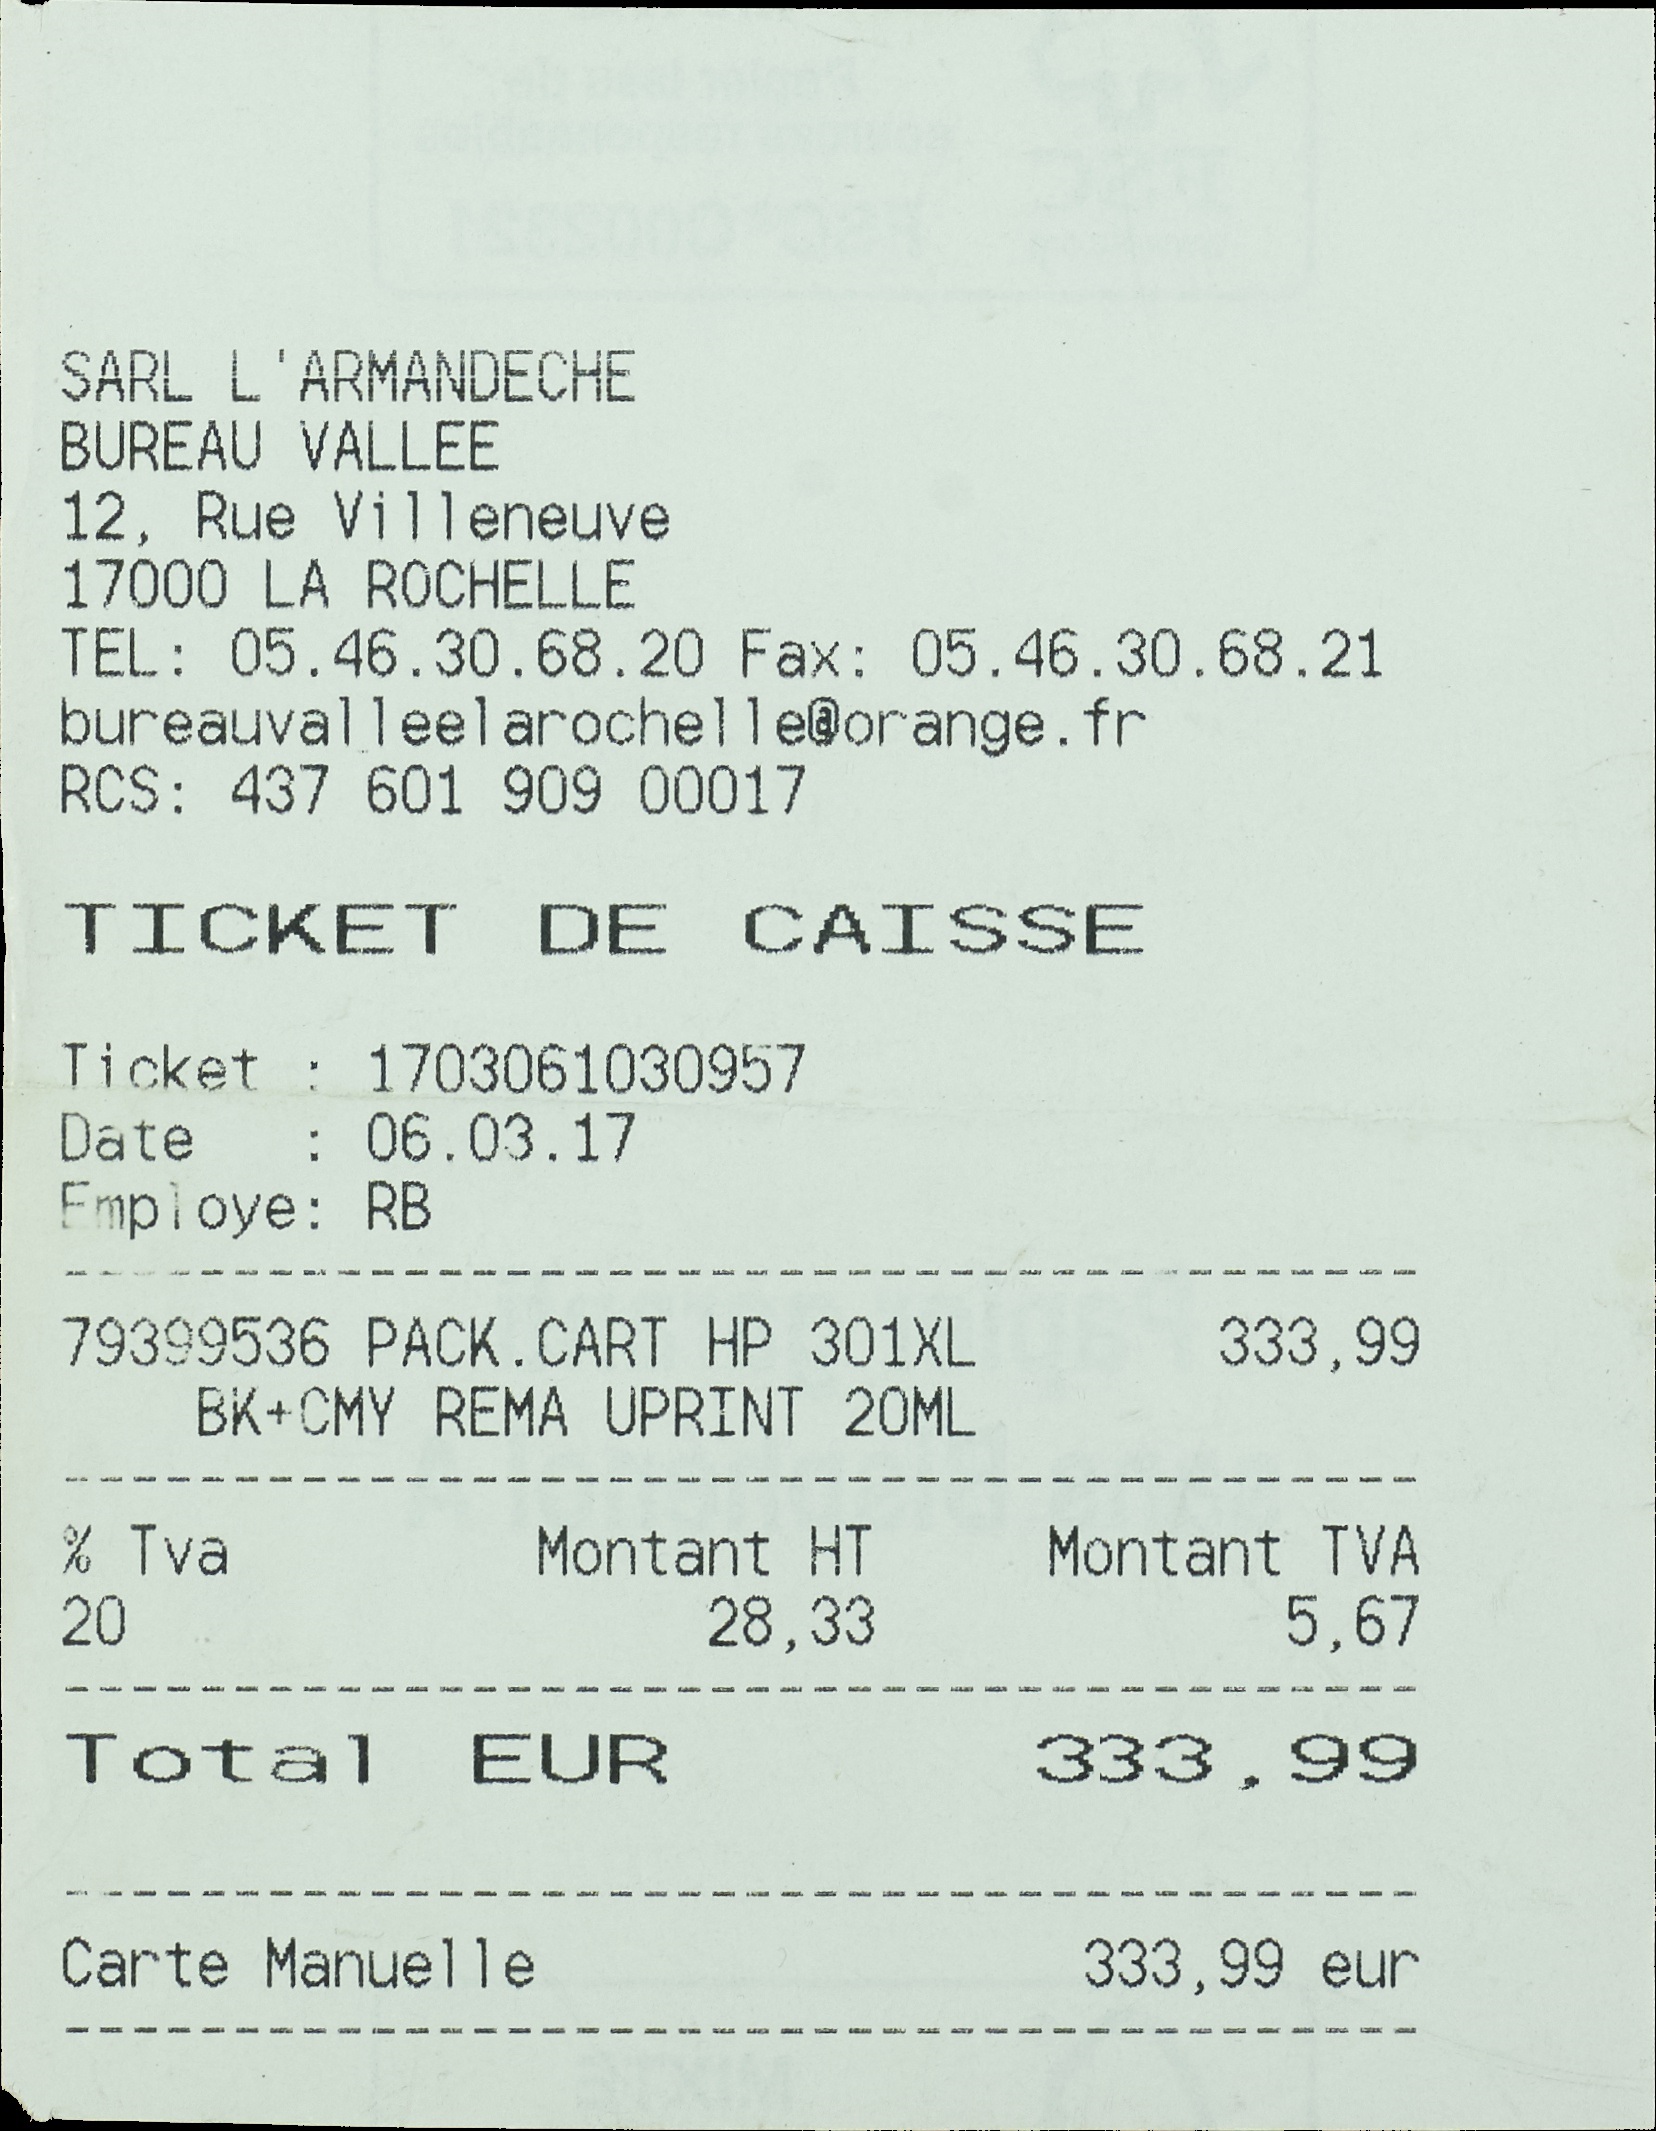 SARL L'ARMANDECHE
BUREAU VALLEE
12, Rue Villeneuve
17000 LA ROCHELLE
TEL: 05.46.30.68.20 Fax: 05.46.30.68.21
bureauvalleelarochelle@orange.fr
RCS: 437 601 909 00017
TICKET DE CAISSE
Ticket : 1703061030957
Date : 06.03.17
Employe: RB
79399536 PACK.CART HP 301XL 333,99
BK+CMY REMA UPRINT 20ML
% Tva Montant HT Montant TVA
20 28,33 5,67
Total EUR 333.99
Carte Manuelle 333,99 eur